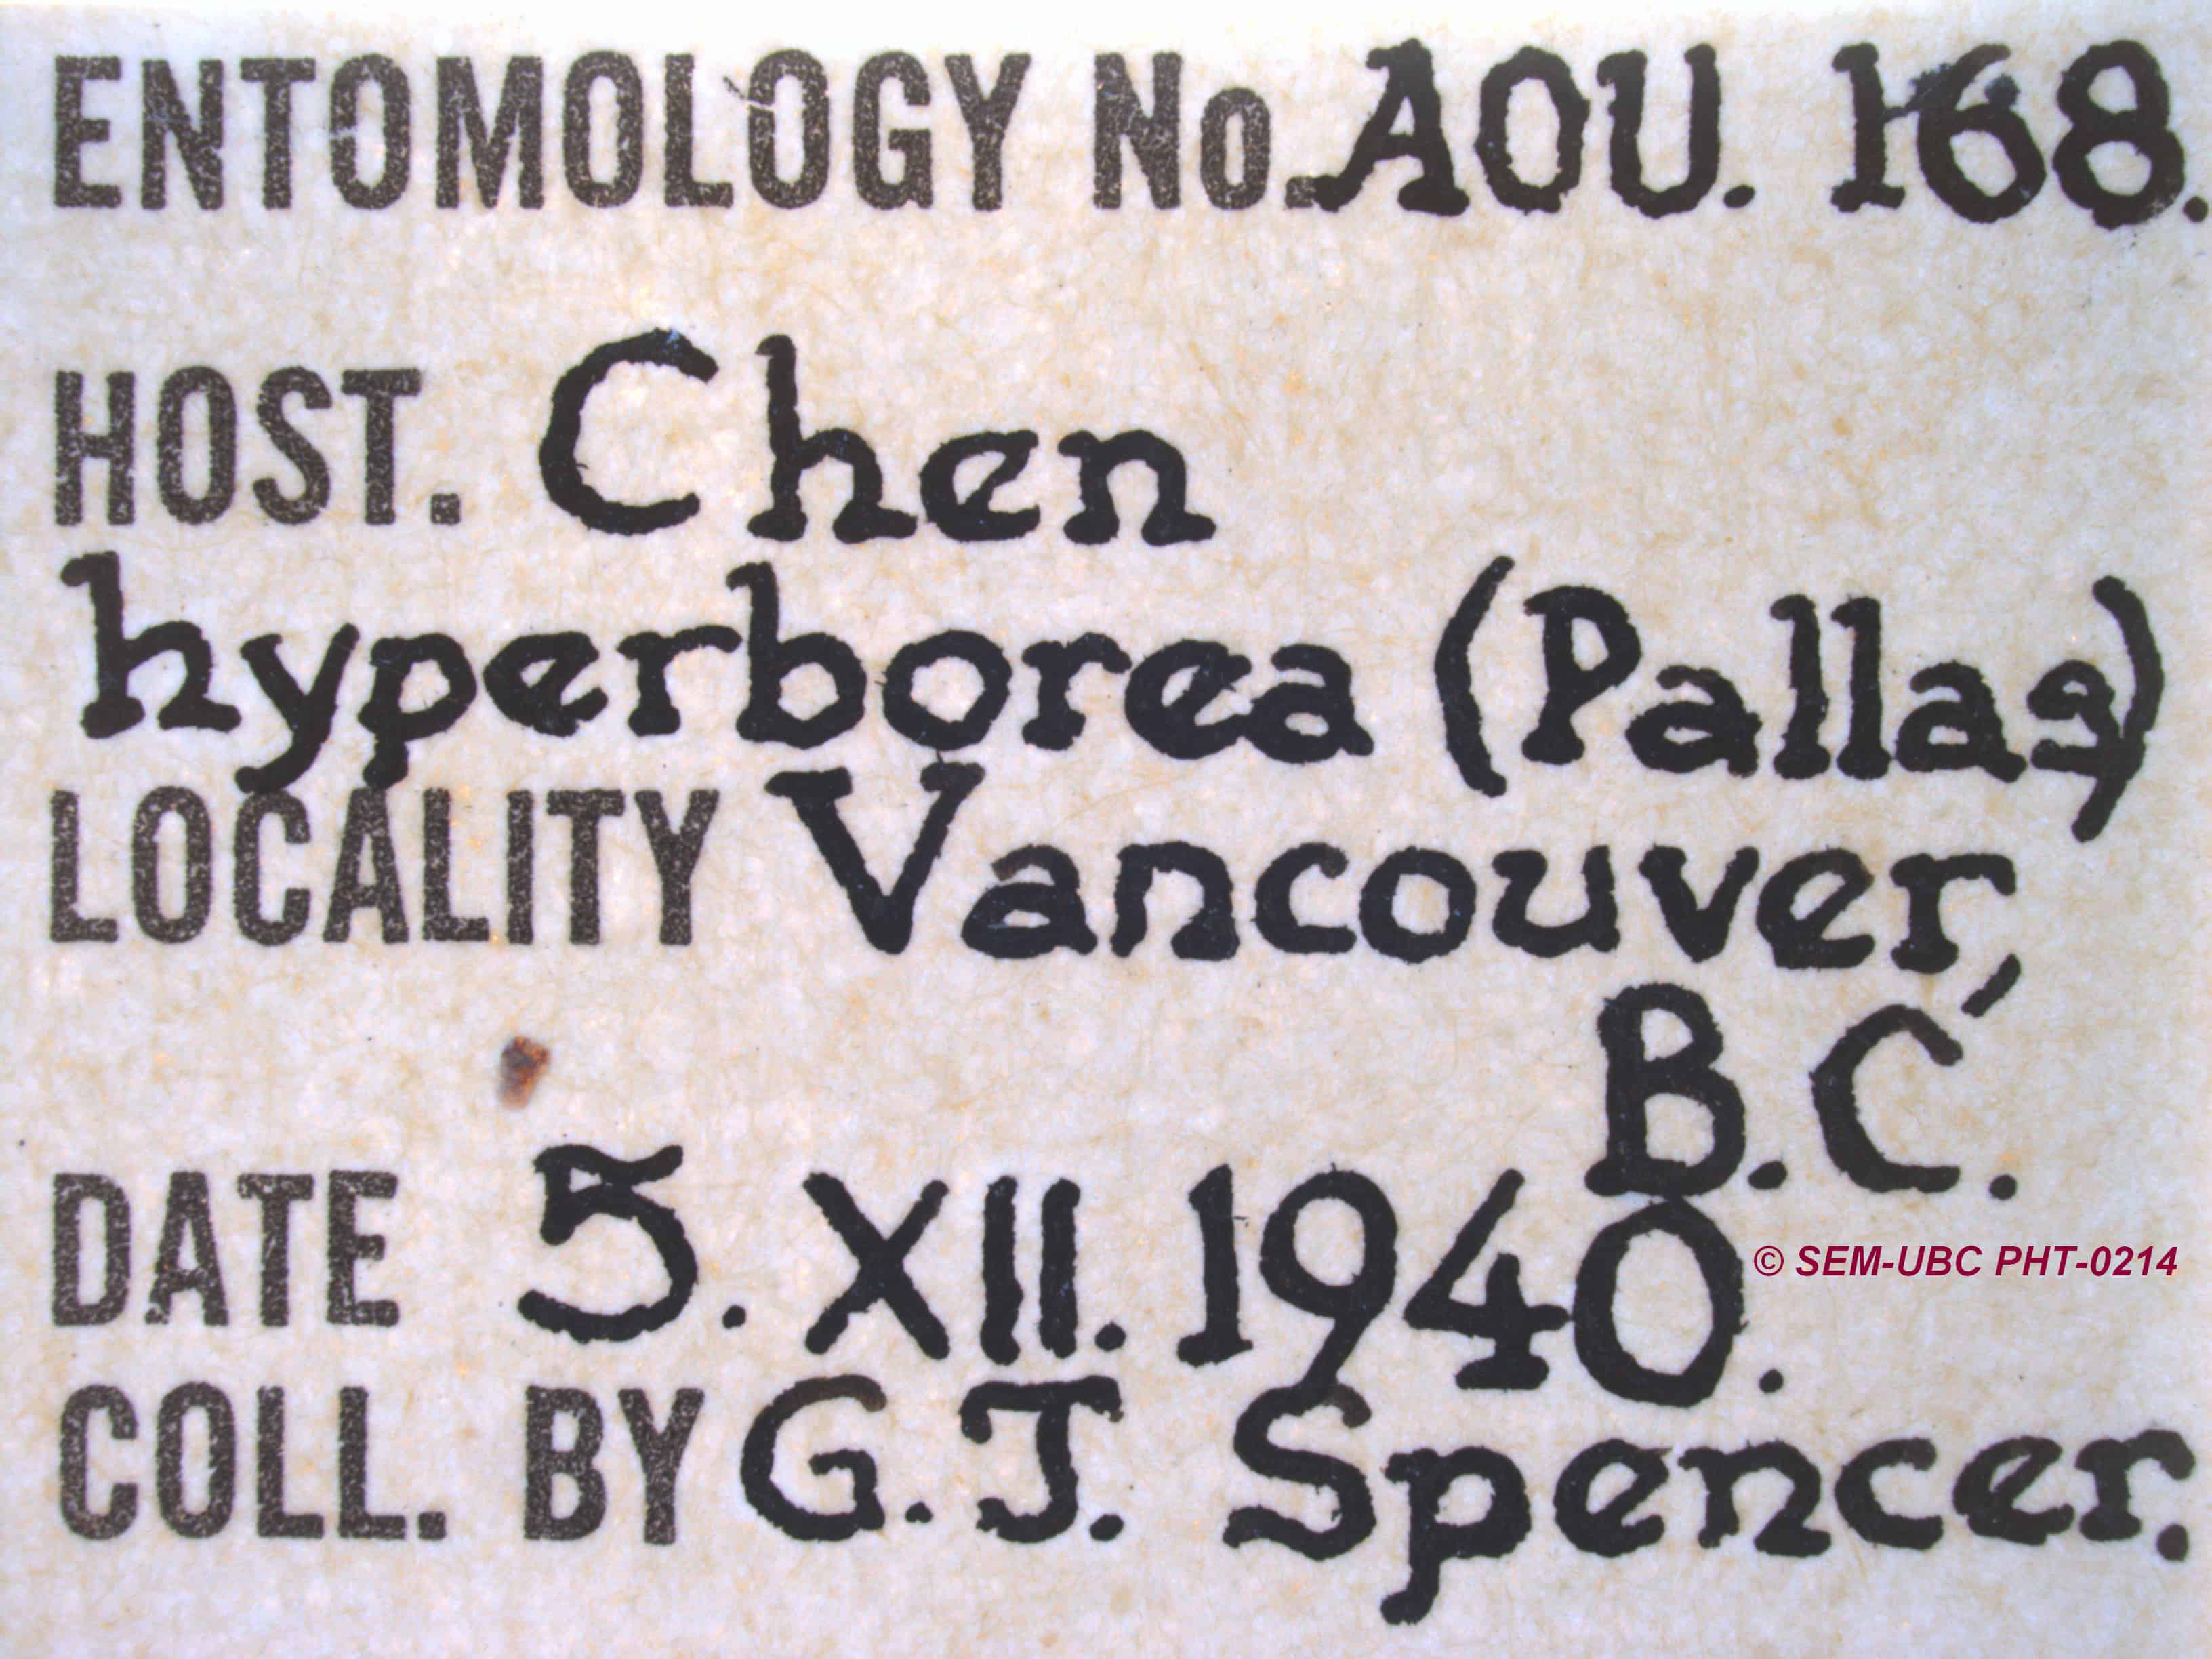 ENTOMOLOGY No. AOU. 168.
HOST. Chen
hyperborea (Pallas)
LOCALITY Vancouver,
B.C.
DATE 5. XII. 1940.
© SEM-UBC PHT-0214
COLL. BY G. J. Spencer.